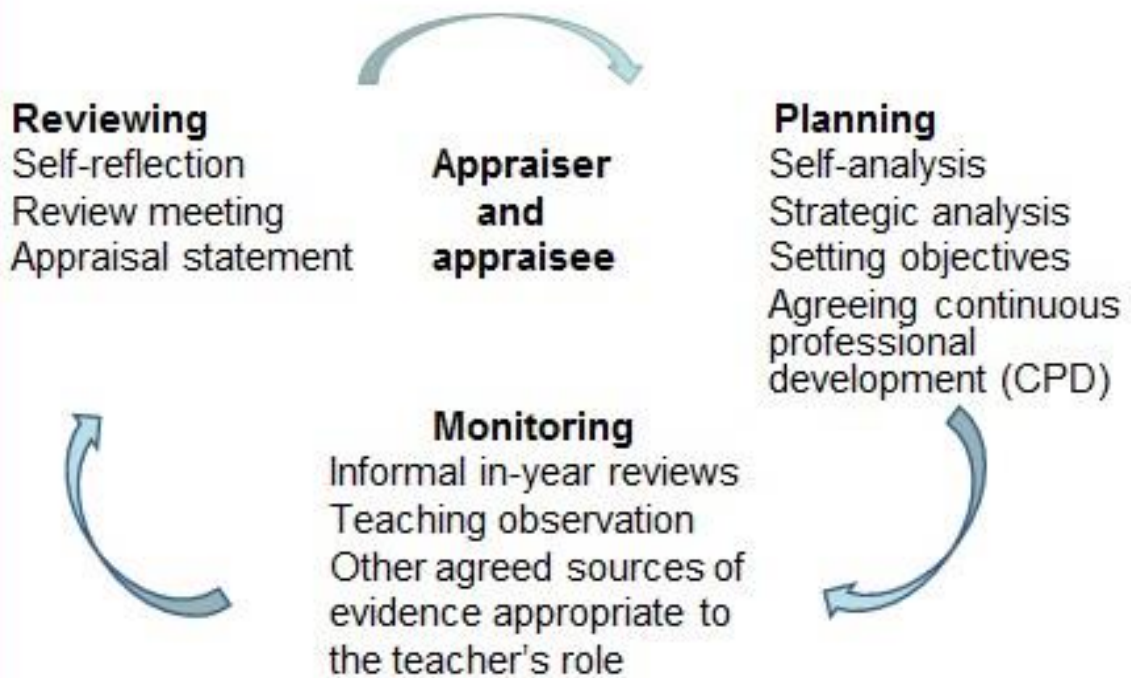 Reviewing
Self-reflection
Review meeting
Appraisal statement
Appraiser
and
appraisee
Planning
Self-analysis
Strategic analysis
Setting objectives
Agreeing continuous
professional
development (CPD)
Monitoring
Informal in-year reviews
Teaching observation
Other agreed sources of
evidence appropriate to
the teacher's role